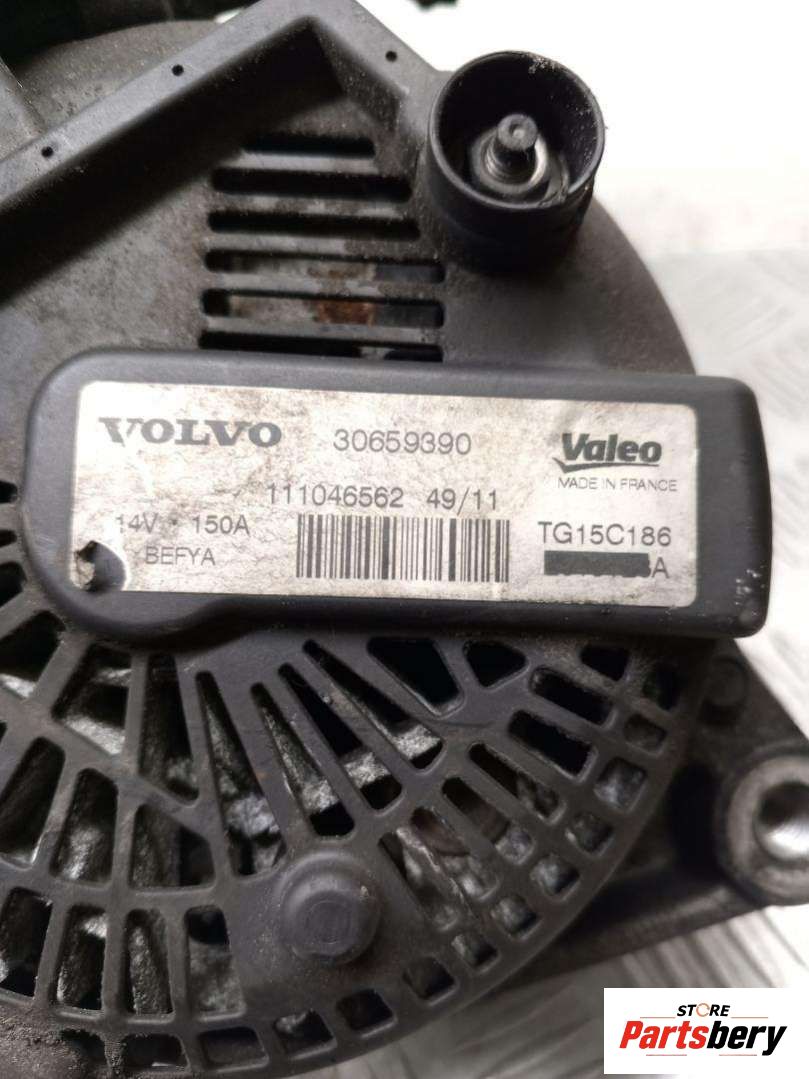 VOLVO 30659390 Valeo
MADE IN FRANCE
111046562 49/11
14V • 150A TG15C186
BEFYA A
STORE
Partsbery